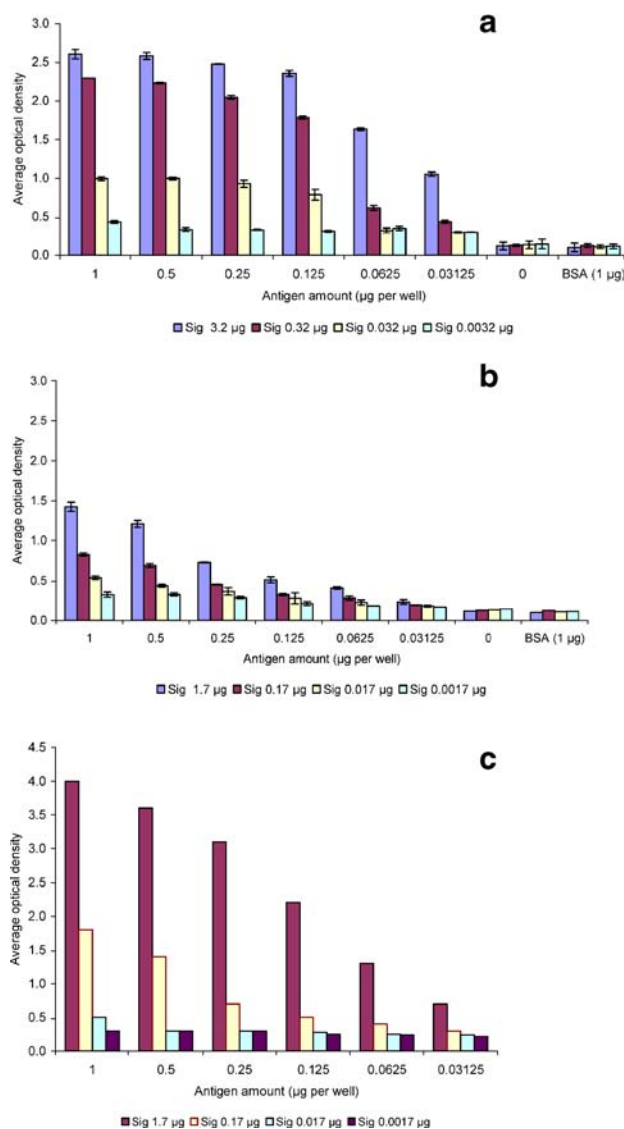 a
3.0
2.5
2.0
1.5
1.0
0.5
0.0
Average optical density
1 0.5 0.25 0.125 0.0625 0.03125 0 BSA (1 µg)
Antigen amount (µg per well)
Sig 3.2 µg Sig 0.32 µg Sig 0.032 µg Sig 0.0032 µg
b
3.0
2.5
2.0
1.5
1.0
0.5
0.0
Average optical density
1 0.5 0.25 0.125 0.0625 0.03125 0 BSA (1 µg)
Antigen amount (µg per well)
Sig 1.7 µg Sig 0.17 µg Sig 0.017 µg Sig 0.0017 µg
c
4.5
4.0
3.5
3.0
2.5
2.0
1.5
1.0
0.5
0.0
Average optical density
1 0.5 0.25 0.125 0.0625 0.03125
Antigen amount (µg per well)
Sig 1.7 µg Sig 0.17 µg Sig 0.017 µg Sig 0.0017 µg